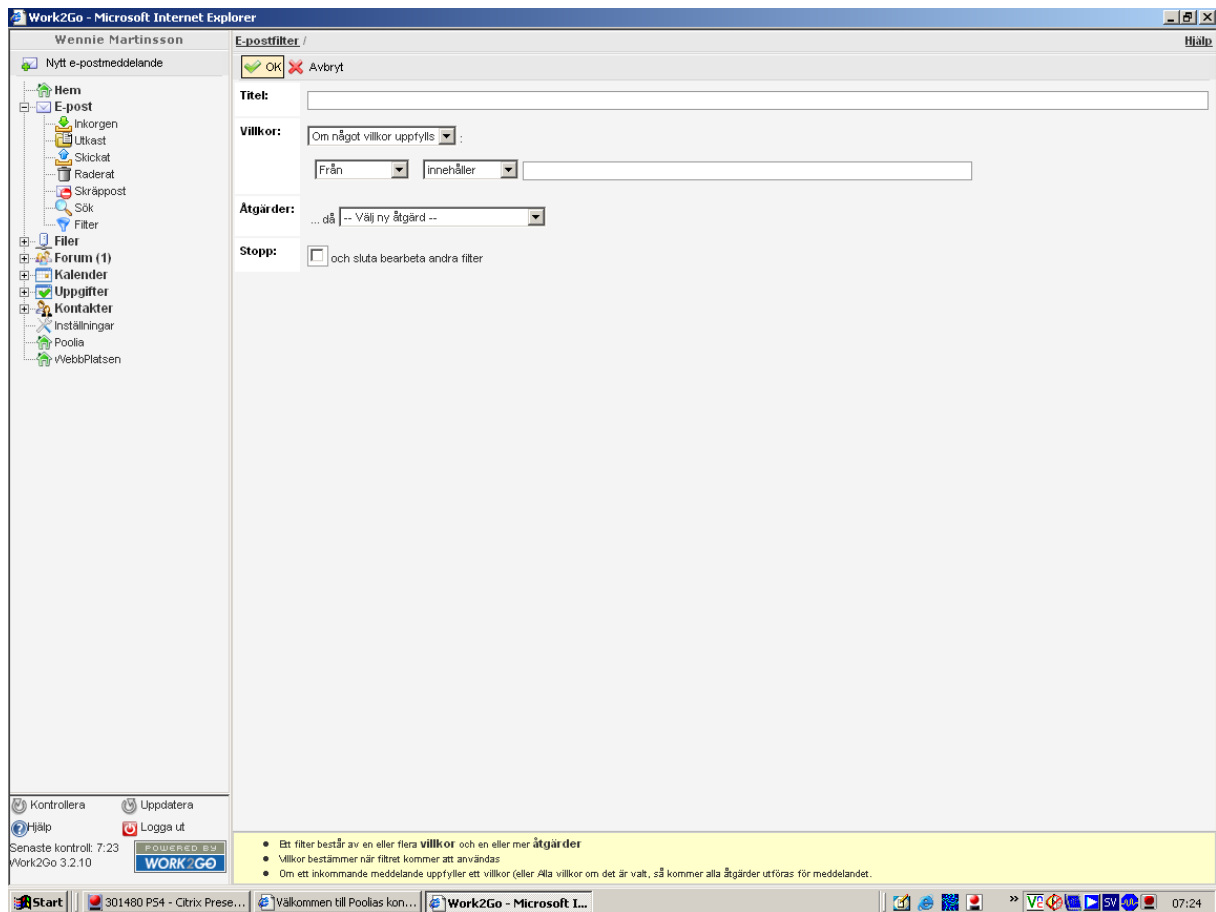 Work2Go - Microsoft Internet Explorer
Wennie Martinsson
Nytt e-postmeddelande
Hem
E-post
Inkorgen
Utkast
Skickat
Raderat
Skräppost
Sök
Filter
Filer
Forum (1)
Kalender
Uppgifter
Kontakter
Inställningar
Poolia
WebbPlatsen
Kontrollera Uppdatera
Hjälp Logga ut
Senaste kontroll: 7:23
Work2Go 3.2.10
POWERED BY
WORK2GO
E-postfilter / Hjälp
OK Avbryt
Titel:
Villkor: Om något villkor uppfylls :
Från innehåller
Åtgärder: ... då -- Välj ny åtgärd --
Stopp: och sluta bearbeta andra filter
Ett filter består av en eller flera villkor och en eller mer åtgärder
Villkor bestämmer när filtret kommer att användas
Om ett inkommande meddelande uppfyller ett villkor (eller Alla villkor om det är valt, så kommer alla åtgärder utföras för meddelandet.
Start 301480 PS4 - Citrix Prese... Välkommen till Poolias kon... Work2Go - Microsoft I... » SV 07:24